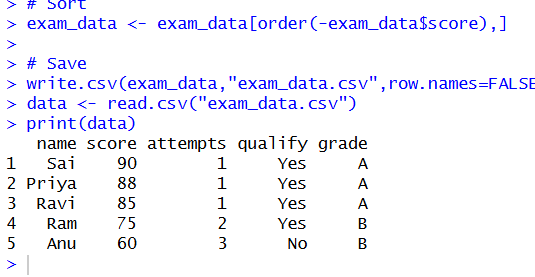 > # Sort
> exam_data <- exam_data[order(-exam_data$score),]
>
> # Save
> write.csv(exam_data,"exam_data.csv",row.names=FALSE
> data <- read.csv("exam_data.csv")
> print(data)
   name score attempts qualify grade
1   Sai    90        1     Yes     A
2 Priya    88        1     Yes     A
3  Ravi    85        1     Yes     A
4   Ram    75        2     Yes     B
5   Anu    60        3      No     B
>